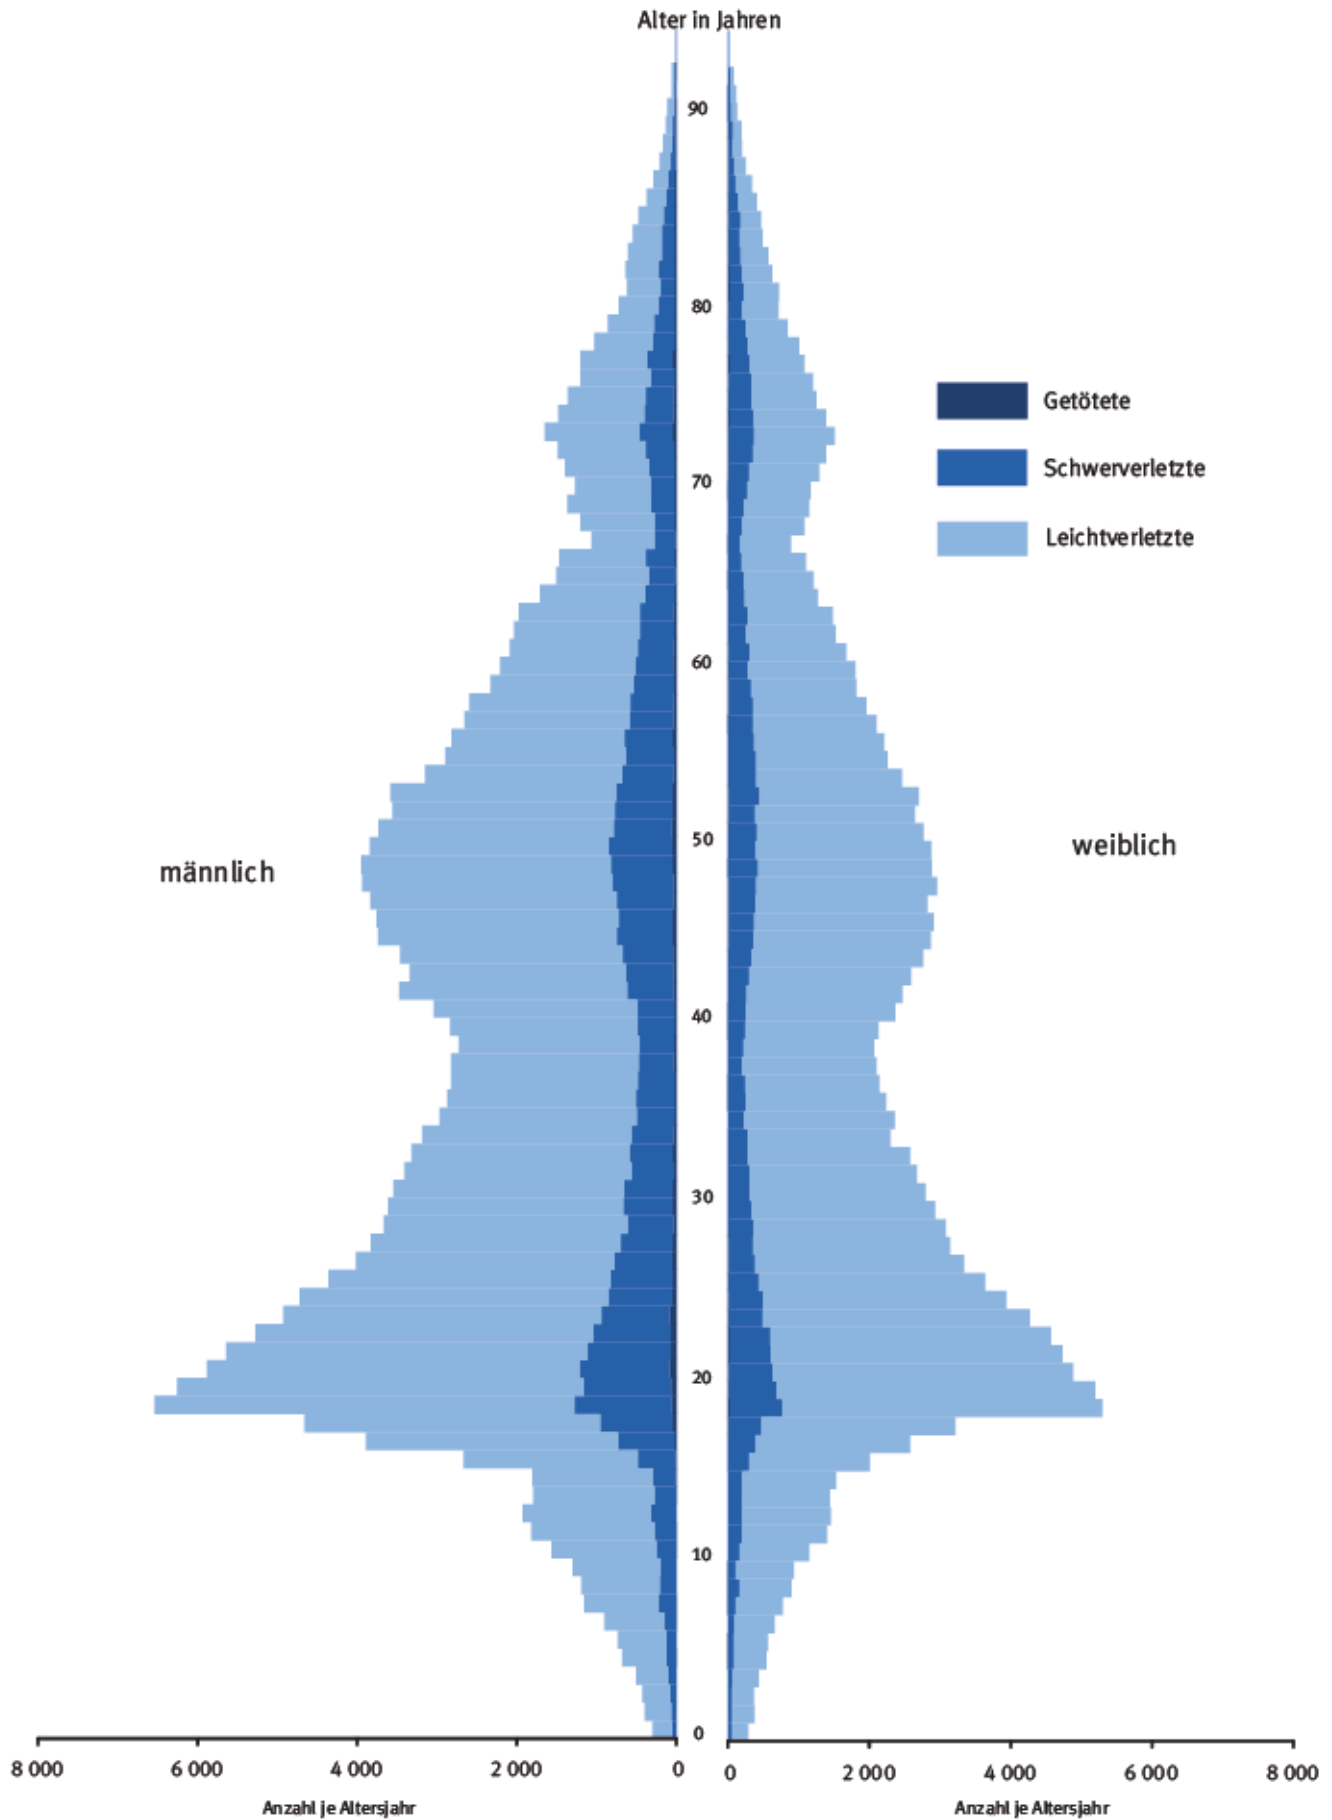 Alter in Jahren
90
80
Getötete
Schwerverletzte
70
Leichtverletzte
60
50
männlich
weiblich
40
30
20
10
0
8 000 6 000 4 000 2 000 0 0 2 000 4 000 6 000 8 000
Anzahl je Altersjahr Anzahl je Altersjahr